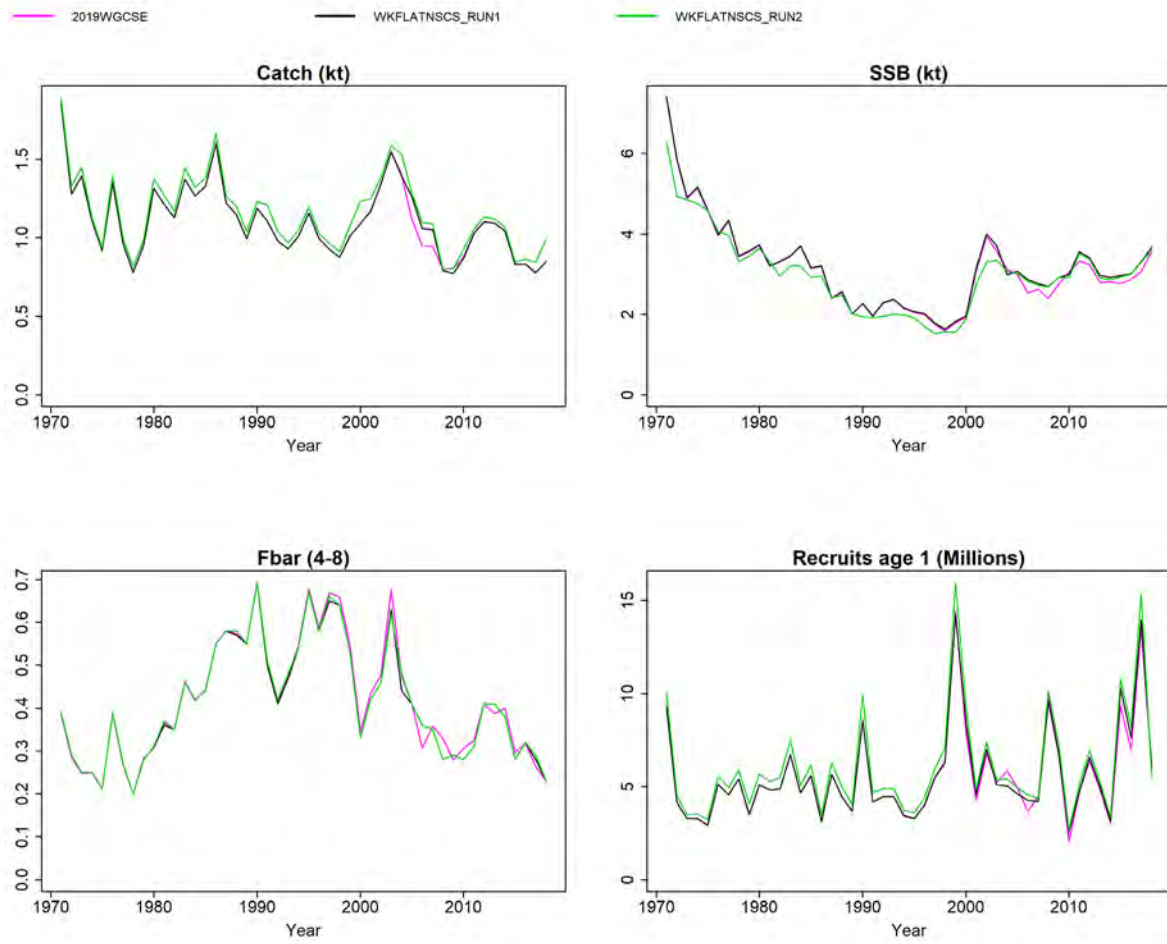 2019WGCSE WKFLATNSCS_RUN1 WKFLATNSCS_RUN2
Catch (kt)
1.5
1.0
0.5
0.0
1970 1980 1990 2000 2010
Year
SSB (kt)
6
4
2
0
1970 1980 1990 2000 2010
Year
Fbar (4-8)
0.7
0.6
0.5
0.4
0.3
0.2
0.1
0.0
1970 1980 1990 2000 2010
Year
Recruits age 1 (Millions)
15
10
5
0
1970 1980 1990 2000 2010
Year